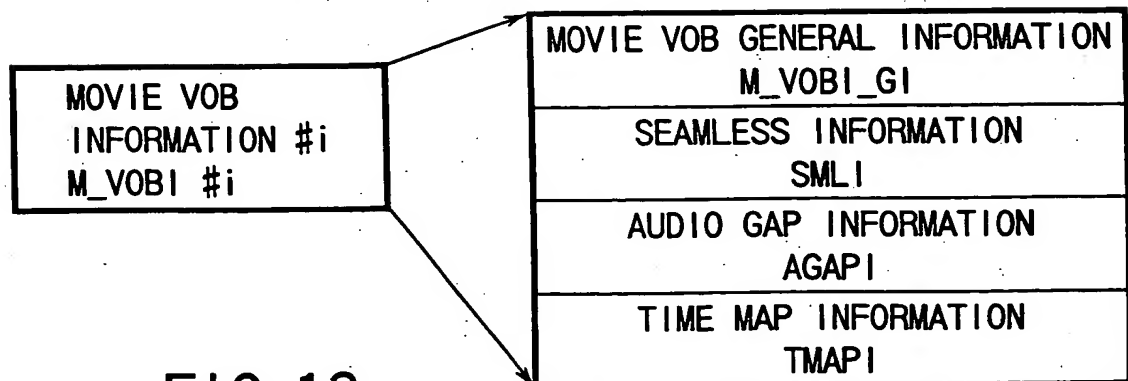 MOVIE VOB
INFORMATION #i
M_VOBI #i
MOVIE VOB GENERAL INFORMATION
M_VOBI_GI
SEAMLESS INFORMATION
SMLI
AUDIO GAP INFORMATION
AGAPI
TIME MAP INFORMATION
TMAPI